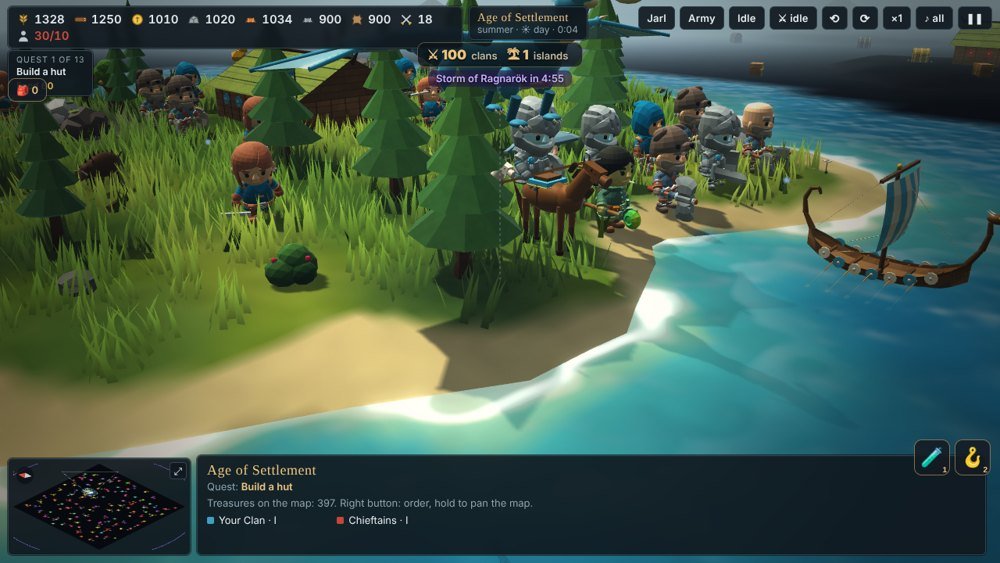 1328 1250 1010 1020 1034 900 900 18
30/10
Age of Settlement
summer · day · 0:04
Jarl Army Idle idle ×1 all
QUEST 1 OF 13
Build a hut
0
0
100 clans 1 islands
Storm of Ragnarök in 4:55
Age of Settlement
Quest: Build a hut
Treasures on the map: 397. Right button: order, hold to pan the map.
Your Clan · I Chieftains · I
1 2